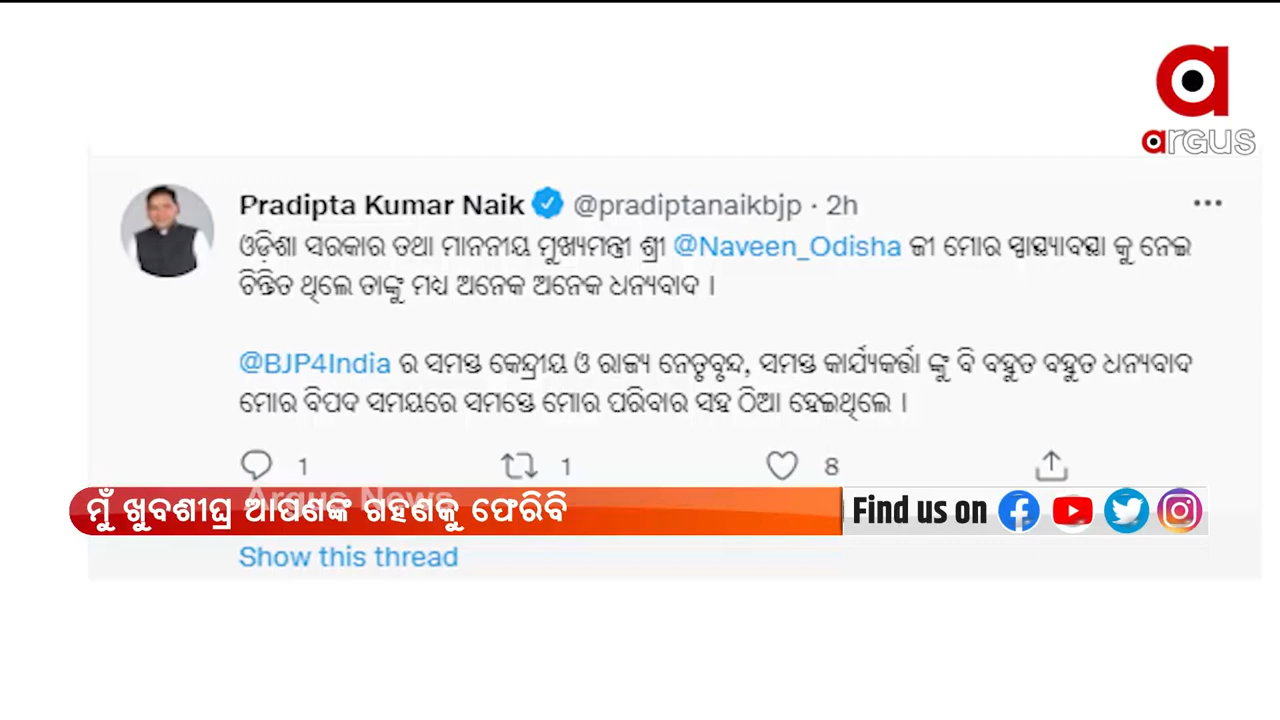 argus
Pradipta Kumar Naik @pradiptanaikbjp · 2h
ଓଡ଼ିଶା ସରକାର ତଥା ମାନନୀୟ ମୁଖ୍ୟମନ୍ତ୍ରୀ ଶ୍ରୀ @Naveen_Odisha ଜୀ ମୋର ସ୍ୱାସ୍ଥ୍ୟାବସ୍ଥା କୁ ନେଇ
ଚିନ୍ତିତ ଥିଲେ ତାଙ୍କୁ ମଧ୍ୟ ଅନେକ ଅନେକ ଧନ୍ୟବାଦ ।
@BJP4India ର ସମସ୍ତ କେନ୍ଦ୍ରୀୟ ଓ ରାଜ୍ୟ ନେତୃବୃନ୍ଦ, ସମସ୍ତ କାର୍ଯ୍ୟକର୍ତ୍ତା ଙ୍କୁ ବି ବହୁତ ବହୁତ ଧନ୍ୟବାଦ
ମୋର ବିପଦ ସମୟରେ ସମସ୍ତେ ମୋର ପରିବାର ସହ ଠିଆ ହେଇଥିଲେ ।
1 1 8
Argus News
ମୁଁ ଖୁବଶୀଘ୍ର ଆପଣଙ୍କ ଗହଣକୁ ଫେରିବି Find us on
Show this thread